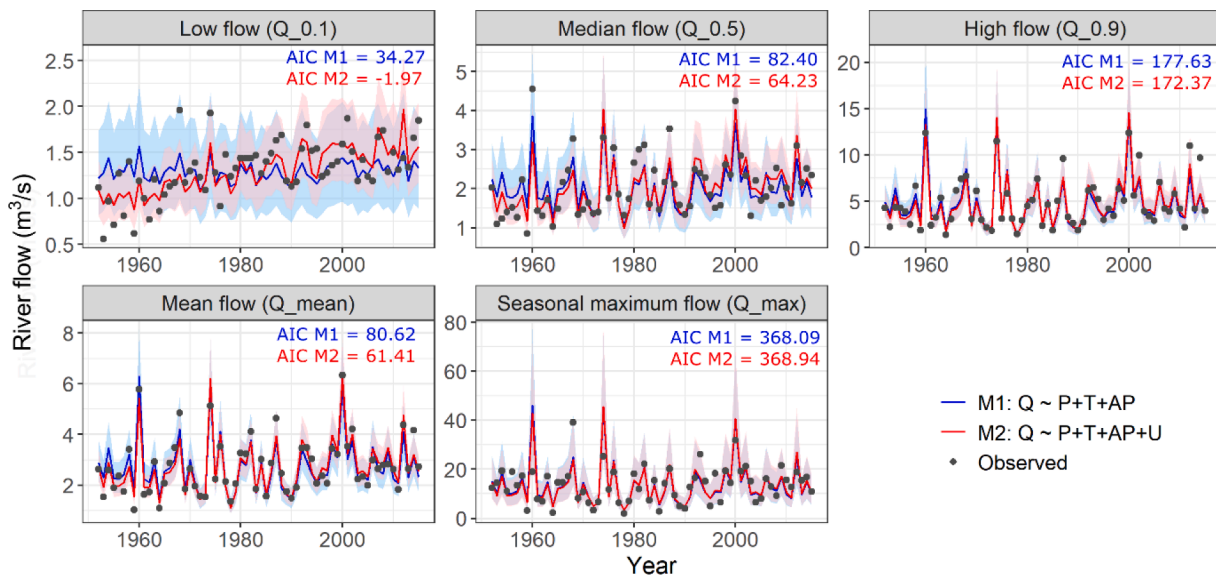 Low flow (Q_0.1)
AIC M1 = 34.27
AIC M2 = -1.97
2.5
2.0
1.5
1.0
0.5
1960
1980
2000
Median flow (Q_0.5)
AIC M1 = 82.40
AIC M2 = 64.23
5
4
3
2
1
1960
1980
2000
High flow (Q_0.9)
AIC M1 = 177.63
AIC M2 = 172.37
20
15
10
5
0
1960
1980
2000
River flow (m³/s)
Mean flow (Q_mean)
AIC M1 = 80.62
AIC M2 = 61.41
8
6
4
2
1960
1980
2000
Seasonal maximum flow (Q_max)
AIC M1 = 368.09
AIC M2 = 368.94
80
60
40
20
0
1960
1980
2000
M1: Q ~ P+T+AP
M2: Q ~ P+T+AP+U
Observed
Year